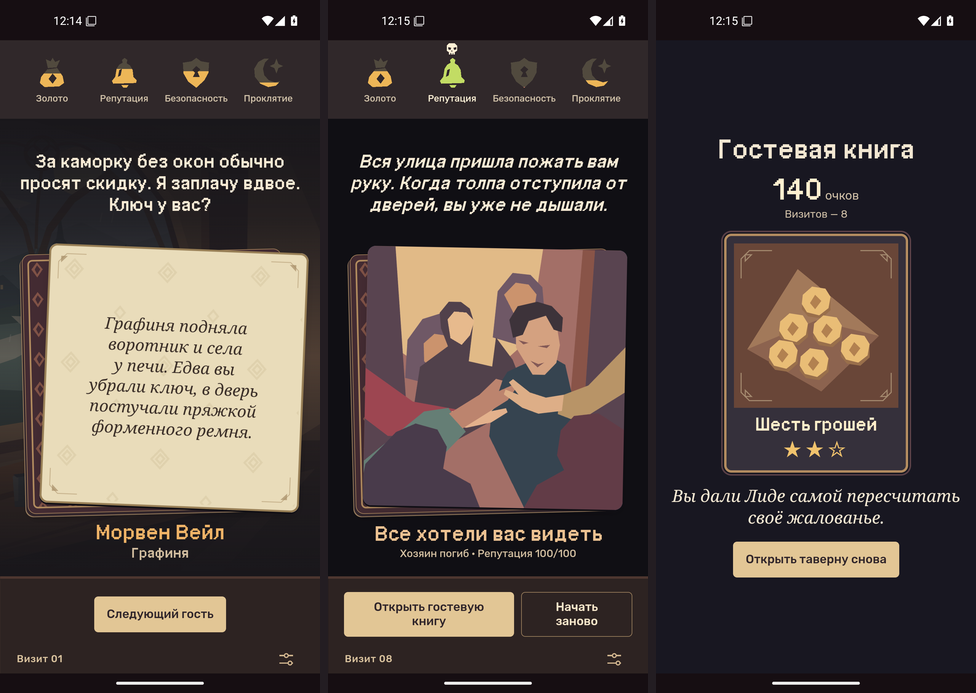 12:14
Золото
Репутация
Безопасность
Проклятие
За каморку без окон обычно
просят скидку. Я заплачу вдвое.
Ключ у вас?
Графиня подняла
воротник и села
у печи. Едва вы
убрали ключ, в дверь
постучали пряжкой
форменного ремня.
Морвен Вейл
Графиня
Следующий гость
Визит 01
12:15
Золото
Репутация
Безопасность
Проклятие
Вся улица пришла пожать вам
руку. Когда толпа отступила от
дверей, вы уже не дышали.
Все хотели вас видеть
Хозяин погиб • Репутация 100/100
Открыть гостевую
книгу
Начать
заново
Визит 08
12:15
Гостевая книга
140 очков
Визитов — 8
Шесть грошей
Вы дали Лиде самой пересчитать
своё жалованье.
Открыть таверну снова